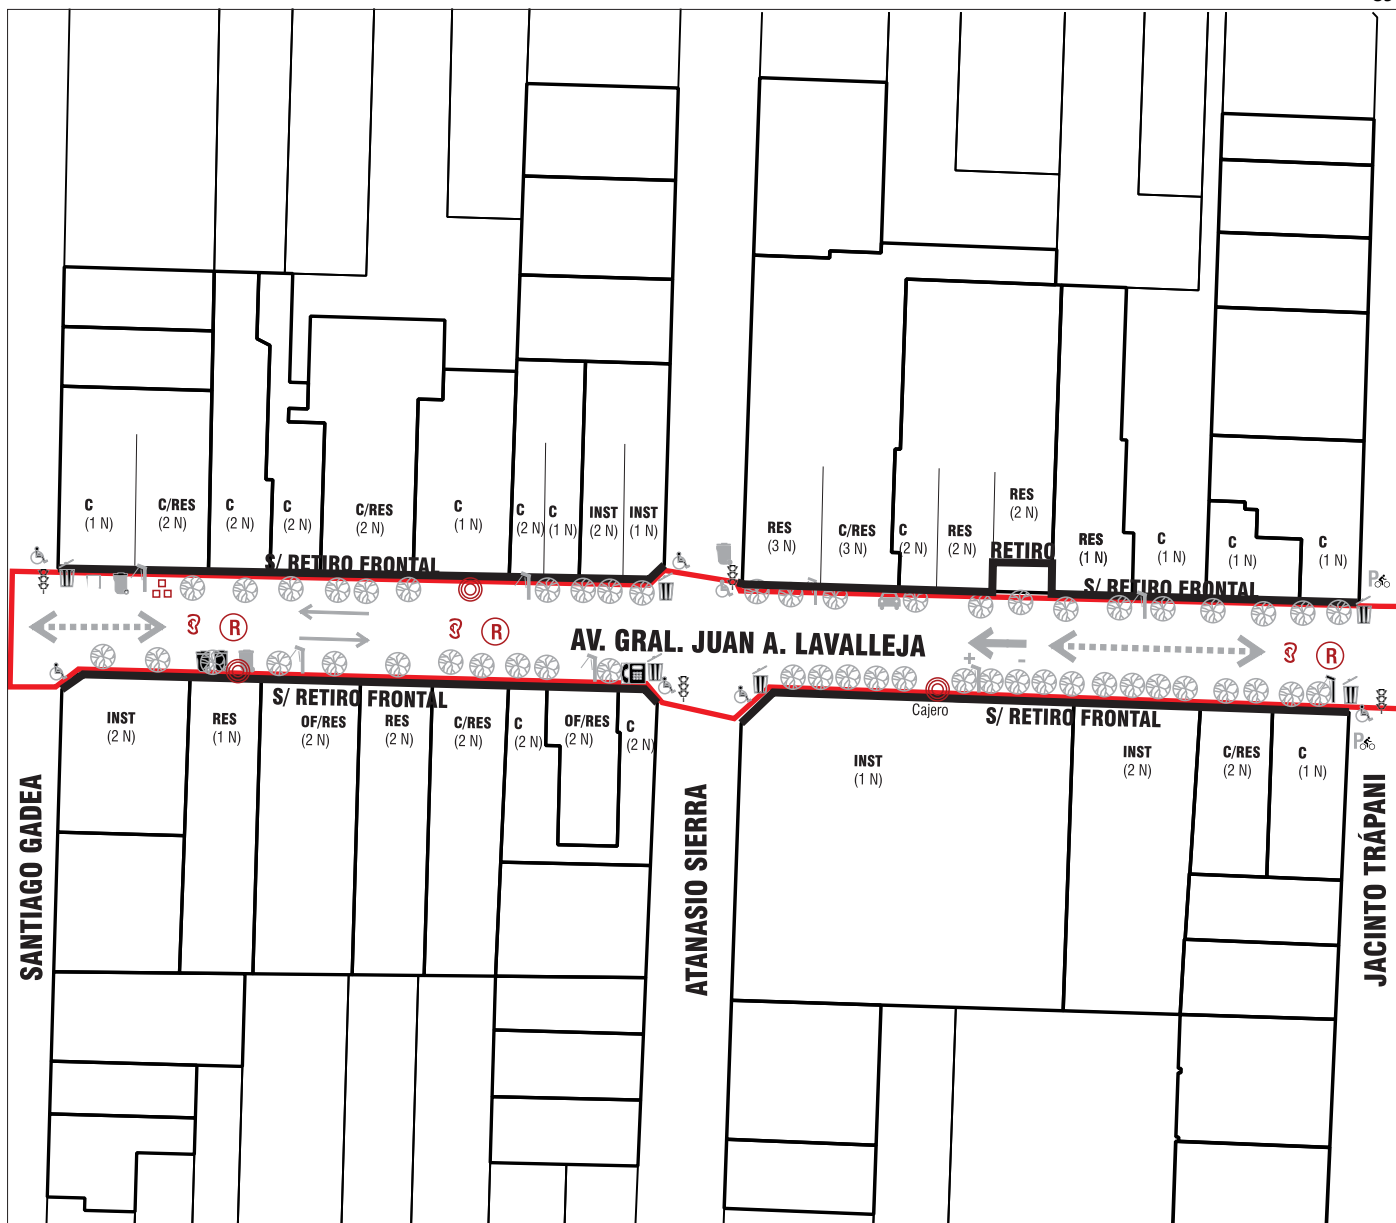 C
(1 N)
C/RES
(2 N)
C
(2 N)
C
(2 N)
C/RES
(2 N)
C
(1 N)
C
(2 N)
C
(1 N)
INST
(2 N)
INST
(1 N)
RES
(3 N)
C/RES
(3 N)
C
(2 N)
RES
(2 N)
RES
(2 N)
RES
(1 N)
C
(1 N)
C
(1 N)
C
(1 N)
S/ RETIRO FRONTAL
RETIRO
S/ RETIRO FRONTAL
P
R
R
AV. GRAL. JUAN A. LAVALLEJA
+
-
R
S/ RETIRO FRONTAL
Cajero
S/ RETIRO FRONTAL
P
INST
(2 N)
RES
(1 N)
OF/RES
(2 N)
RES
(2 N)
C/RES
(2 N)
C
(2 N)
OF/RES
(2 N)
C
(2 N)
INST
(1 N)
INST
(2 N)
C/RES
(2 N)
C
(1 N)
SANTIAGO GADEA
ATANASIO SIERRA
JACINTO TRÁPANI